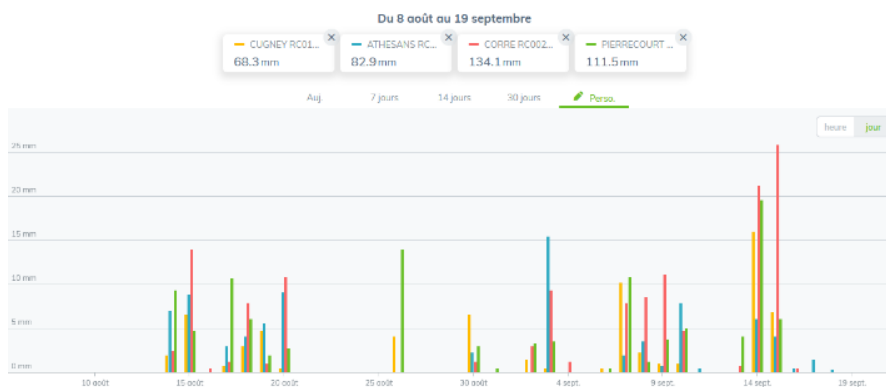 Du 8 août au 19 septembre
CUGNEY RC01... ATHESANS RC... CORRE RC002... PIERRECOURT ...
68.3 mm 82.9 mm 134.1 mm 111.5 mm
Auj. 7 jours 14 jours 30 jours Perso.
heure jour
25 mm
20 mm
15 mm
10 mm
5 mm
0 mm
10 août 15 août 20 août 25 août 30 août 4 sept. 9 sept. 14 sept. 19 sept.